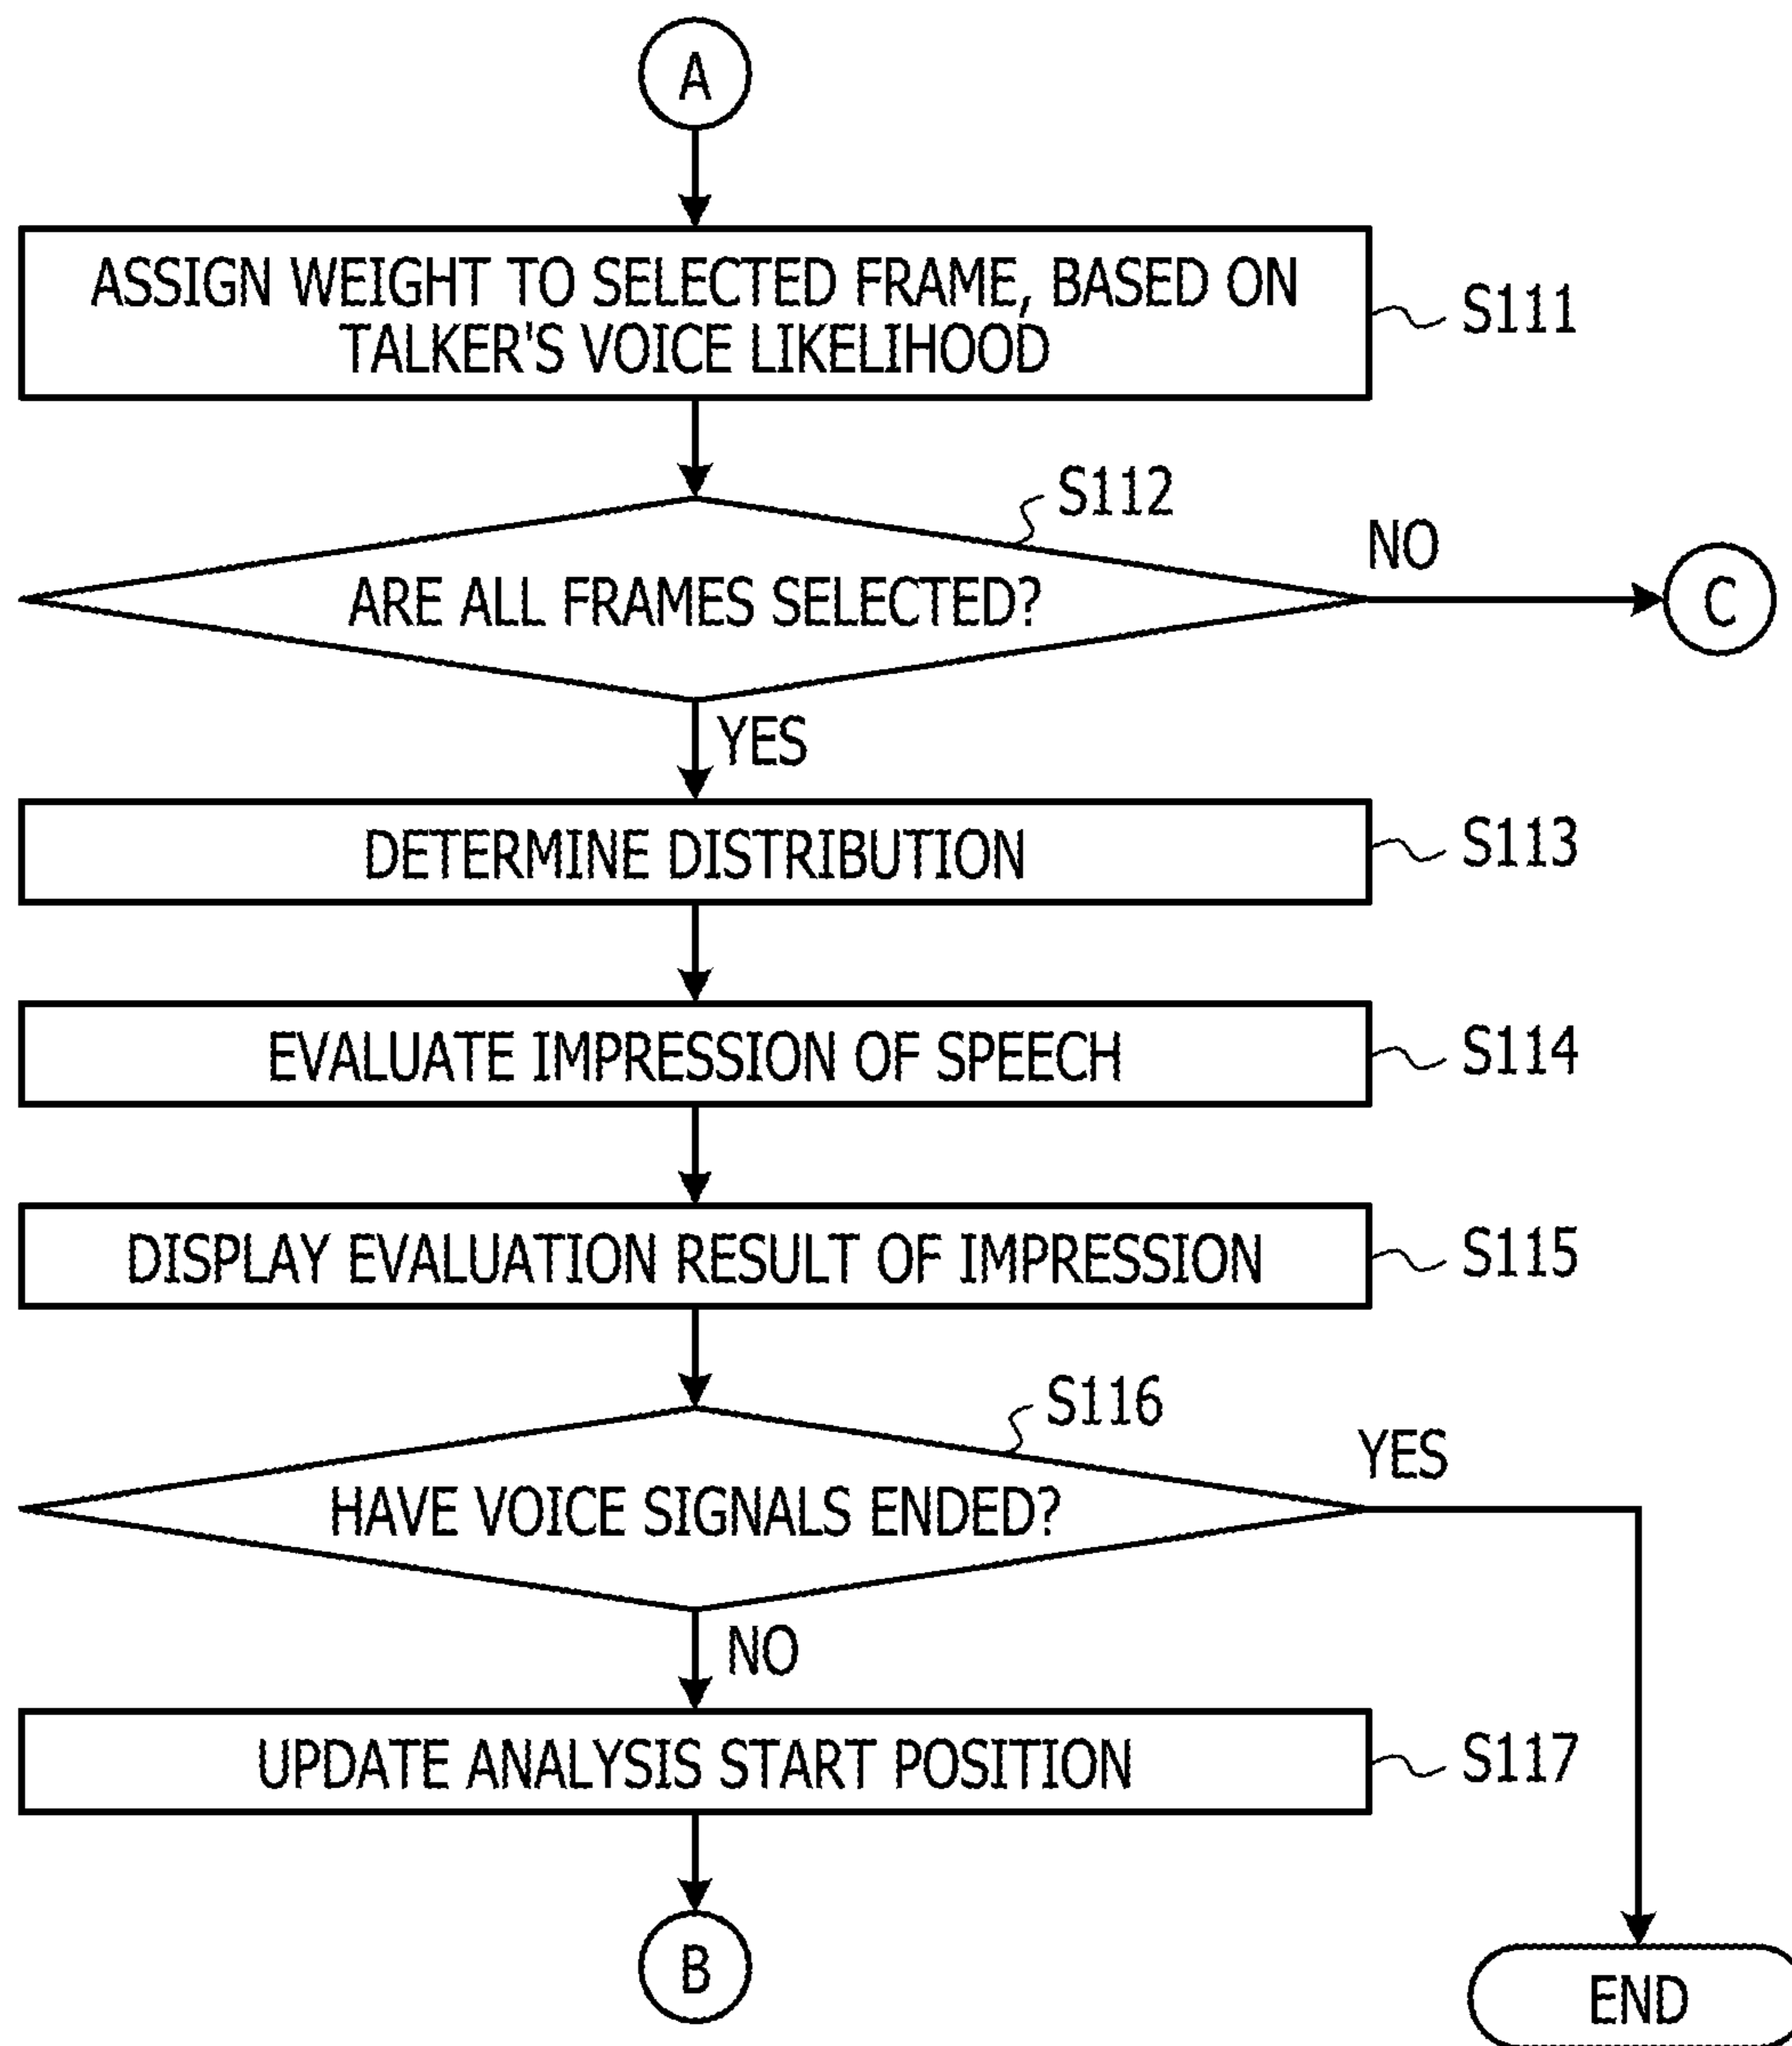 A
ASSIGN WEIGHT TO SELECTED FRAME, BASED ON
TALKER'S VOICE LIKELIHOOD
S111
S112
ARE ALL FRAMES SELECTED?
NO
C
YES
DETERMINE DISTRIBUTION
S113
EVALUATE IMPRESSION OF SPEECH
S114
DISPLAY EVALUATION RESULT OF IMPRESSION
S115
S116
HAVE VOICE SIGNALS ENDED?
YES
NO
UPDATE ANALYSIS START POSITION
S117
B
END